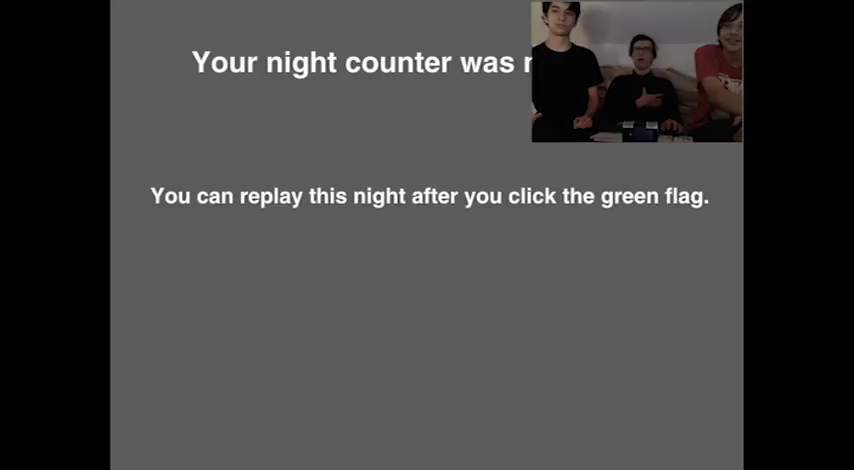 Your night counter was
You can replay this night after you click the green flag.